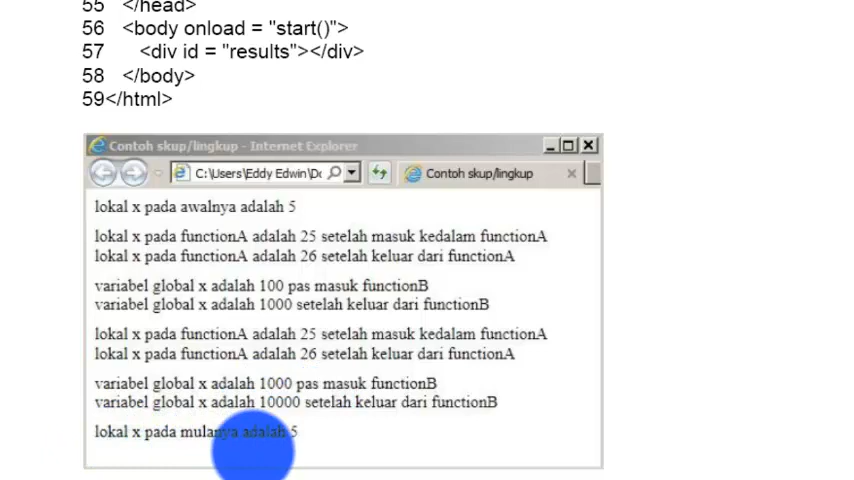 55 </head>
56 <body onload = "start()">
57 <div id = "results"></div>
58 </body>
59</html>
Contoh skup/lingkup - Internet Explorer
C:\Users\Eddy Edwin\Do
Contoh skup/lingkup
lokal x pada awalnya adalah 5
lokal x pada functionA adalah 25 setelah masuk kedalam functionA
lokal x pada functionA adalah 26 setelah keluar dari functionA
variabel global x adalah 100 pas masuk functionB
variabel global x adalah 1000 setelah keluar dari functionB
lokal x pada functionA adalah 25 setelah masuk kedalam functionA
lokal x pada functionA adalah 26 setelah keluar dari functionA
variabel global x adalah 1000 pas masuk functionB
variabel global x adalah 10000 setelah keluar dari functionB
lokal x pada mulanya adalah 5